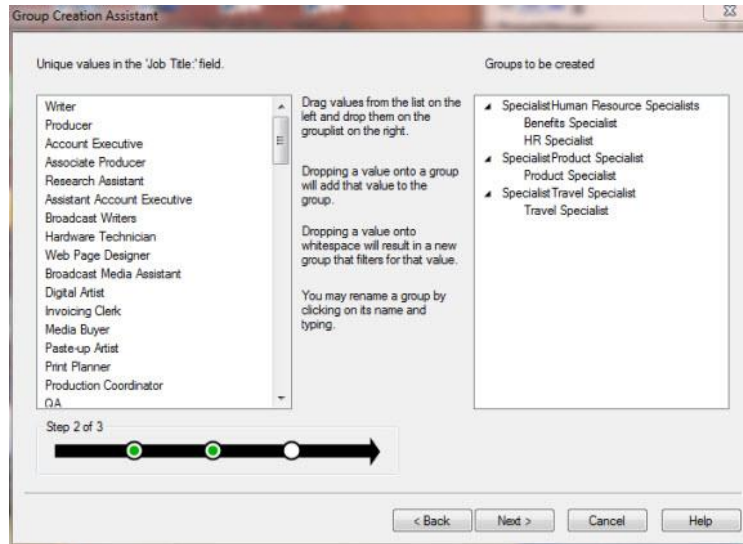 Group Creation Assistant
Unique values in the 'Job Title:' field.
Writer
Producer
Account Executive
Associate Producer
Research Assistant
Assistant Account Executive
Broadcast Writers
Hardware Technician
Web Page Designer
Broadcast Media Assistant
Digital Artist
Invoicing Clerk
Media Buyer
Paste-up Artist
Print Planner
Production Coordinator
QA
Drag values from the list on the
left and drop them on the
grouplist on the right.
Dropping a value onto a group
will add that value to the
group.
Dropping a value onto
whitespace will result in a new
group that filters for that value.
You may rename a group by
clicking on its name and
typing.
Groups to be created
SpecialistHuman Resource Specialists
Benefits Specialist
HR Specialist
SpecialistProduct Specialist
Product Specialist
SpecialistTravel Specialist
Travel Specialist
Step 2 of 3
< Back
Next >
Cancel
Help